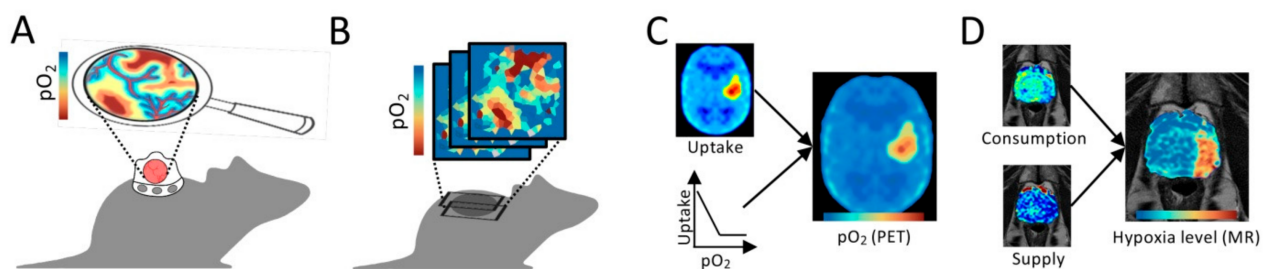 A
pO₂
B
pO₂
C
Uptake
Uptake
pO₂
pO₂ (PET)
D
Consumption
Supply
Hypoxia level (MR)